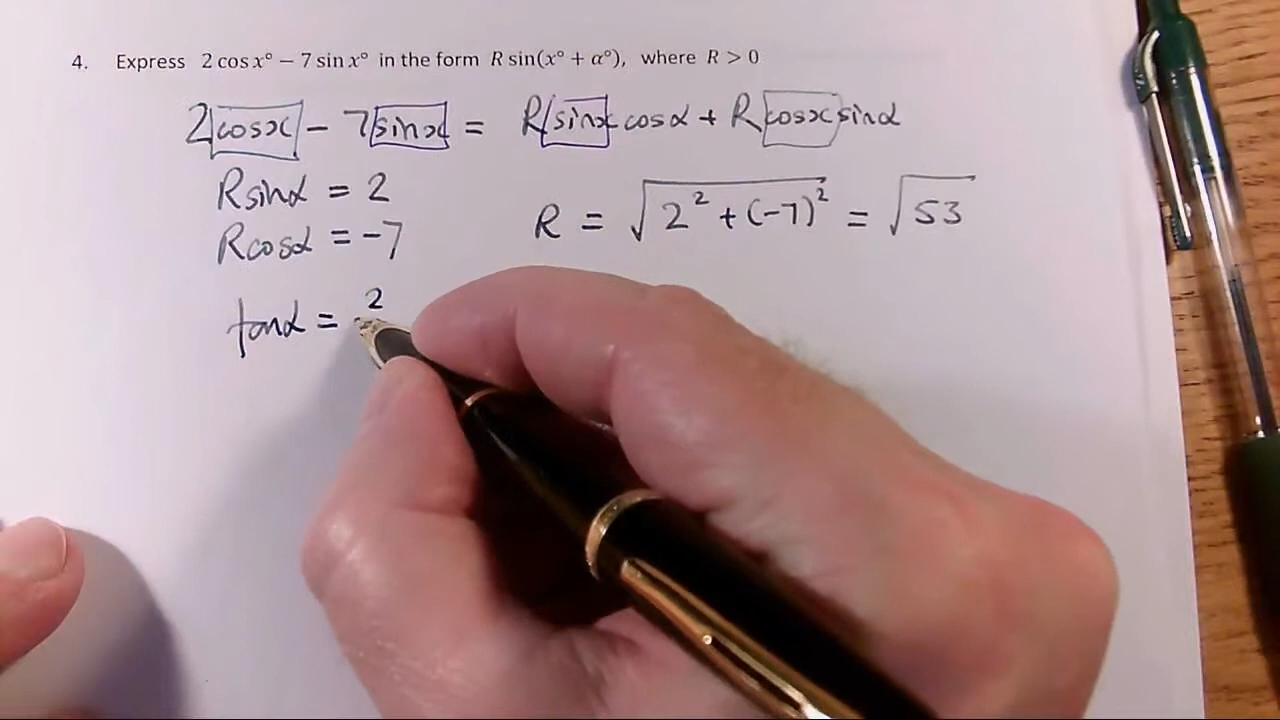 4. Express 2 cos x° − 7 sin x° in the form R sin(x° + α°), where R > 0
2cosx − 7sinx = Rsinx cosα + Rcosx sinα
Rsinα = 2
R = √(2² + (−7)²) = √53
Rcosα = −7
tanα = 2